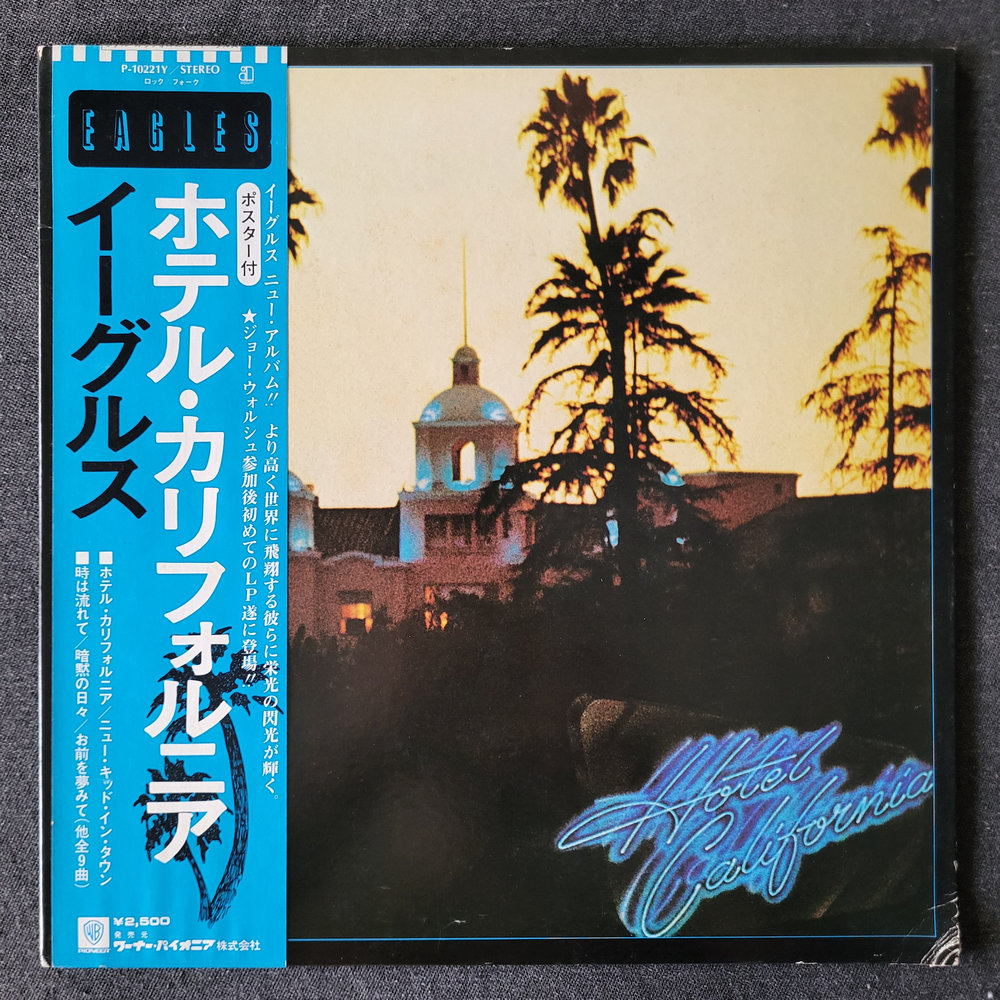 P-10221Y/STEREO
ロック フォーク
EAGLES
イーグルス ニュー・アルバム!! より高く世界に飛翔する彼らに栄光の閃光が輝く。
ポスター付
★ジョー・ウォルシュ参加後初めてのLP遂に登場!!
ホテル・カリフォルニア
イーグルス
■ホテル・カリフォルニア/ニュー・キッド・イン・タウン
■時は流れて/暗黙の日々/お前を夢みて(他全9曲)
¥2,500
発売元
ワーナー・パイオニア株式会社
WB
PIONEER
Hotel
California